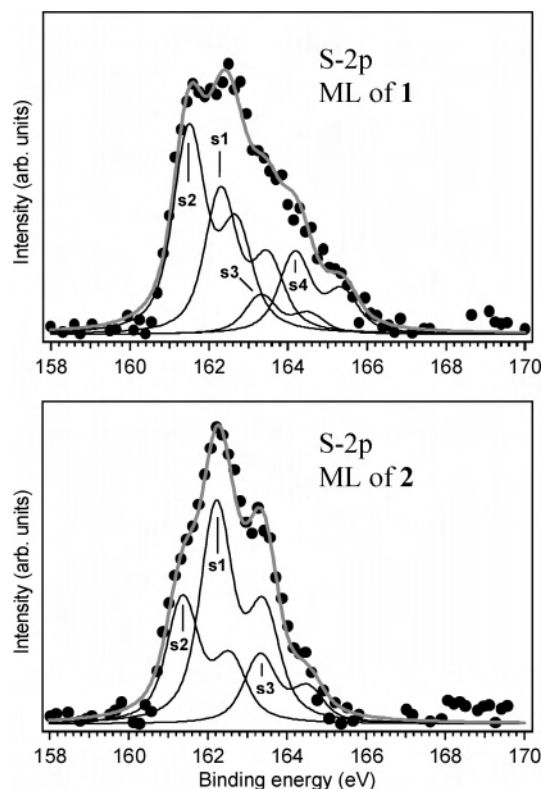 S-2p
ML of 1
Intensity (arb. units)
s1
s2
s3
s4
158 160 162 164 166 168 170
S-2p
ML of 2
Intensity (arb. units)
s1
s2
s3
158 160 162 164 166 168 170
Binding energy (eV)